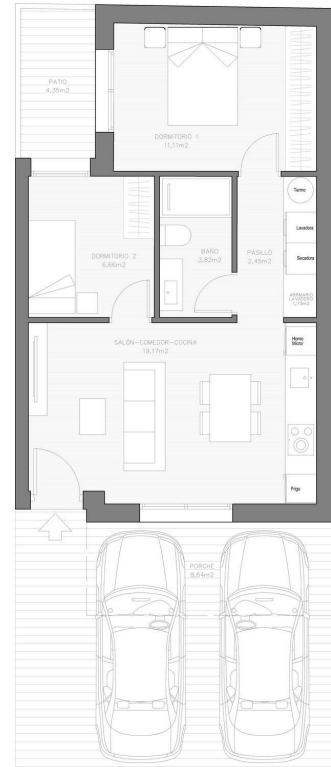 PATIO
4,35m2
DORMITORIO 1
11,11m2
Termo
Lavadora
Secadora
ARMARIO
LAVADERO
1,73m2
DORMITORIO 2
6,66m2
BAÑO
3,82m2
PASILLO
2,45m2
SALÓN-COMEDOR-COCINA
19,17m2
Horno
Micro
Frigo
PORCHE
8,64m2